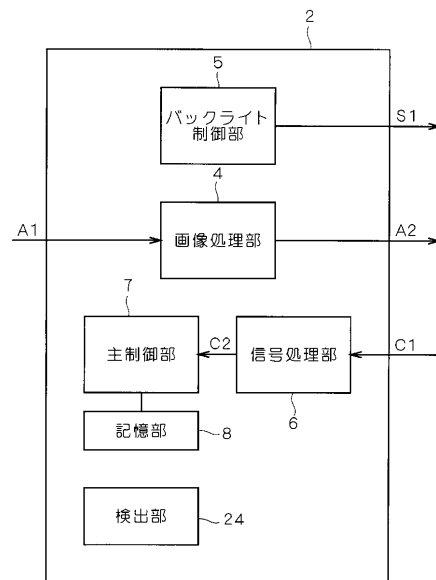 2
5
バックライト
制御部
S1
4
A1
画像処理部
A2
7
主制御部
C2
信号処理部
C1
6
記憶部
8
検出部
24